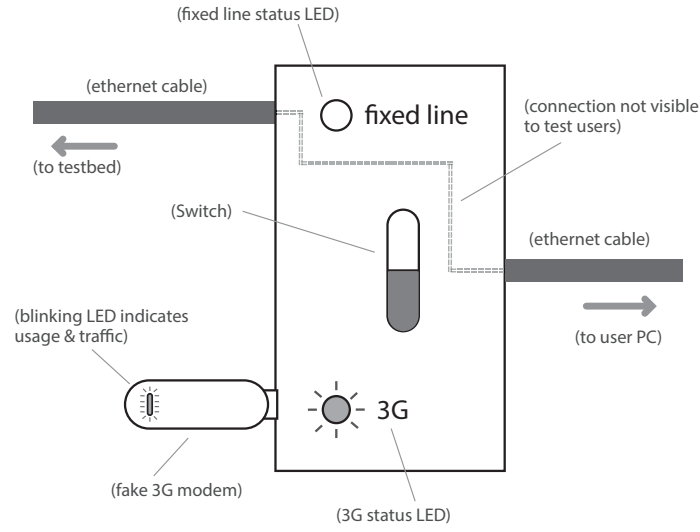 (fixed line status LED)
(ethernet cable)
fixed line
(connection not visible
to test users)
(to testbed)
(Switch)
(ethernet cable)
(blinking LED indicates
usage & traffic)
(to user PC)
3G
(fake 3G modem)
(3G status LED)